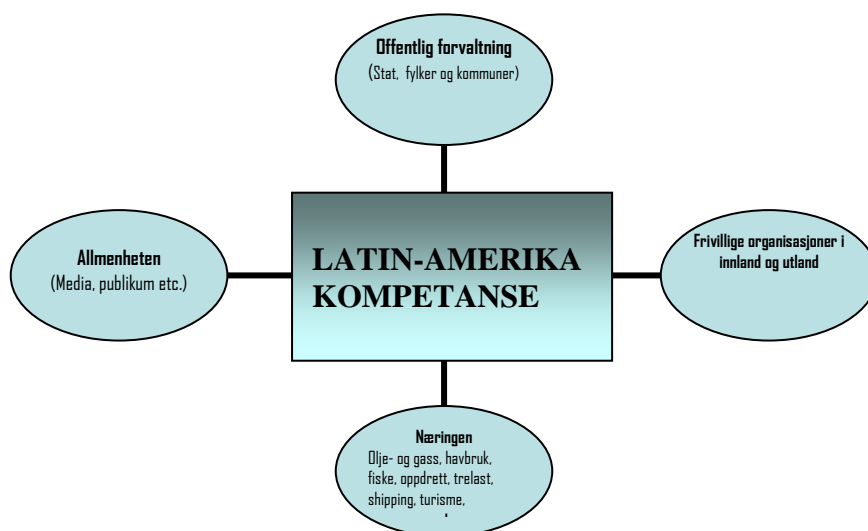 Offentlig forvaltning
(Stat, fylker og kommuner)
Allmenheten
(Media, publikum etc.)
LATIN-AMERIKA
KOMPETANSE
Frivillige organisasjoner i
innland og utland
Næringen
Olje- og gass, havbruk,
fiske, oppdrett, trelast,
shipping, turisme,